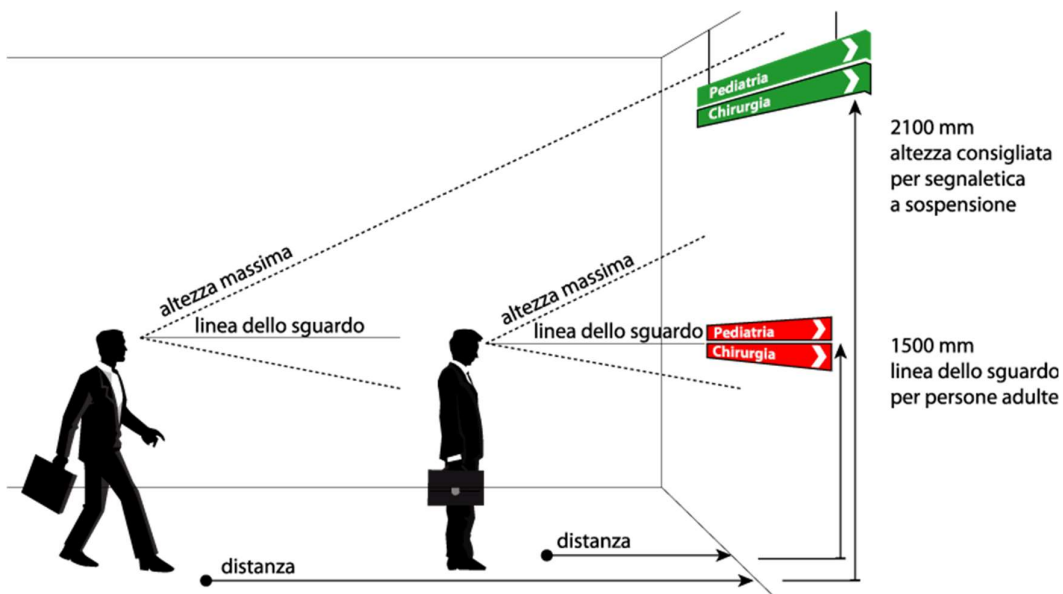 Pediatria
Chirurgia
2100 mm
altezza consigliata
per segnaletica
a sospensione
altezza massima
linea dello sguardo
altezza massima
linea dello sguardo
Pediatria
Chirurgia
1500 mm
linea dello sguardo
per persone adulte
distanza
distanza